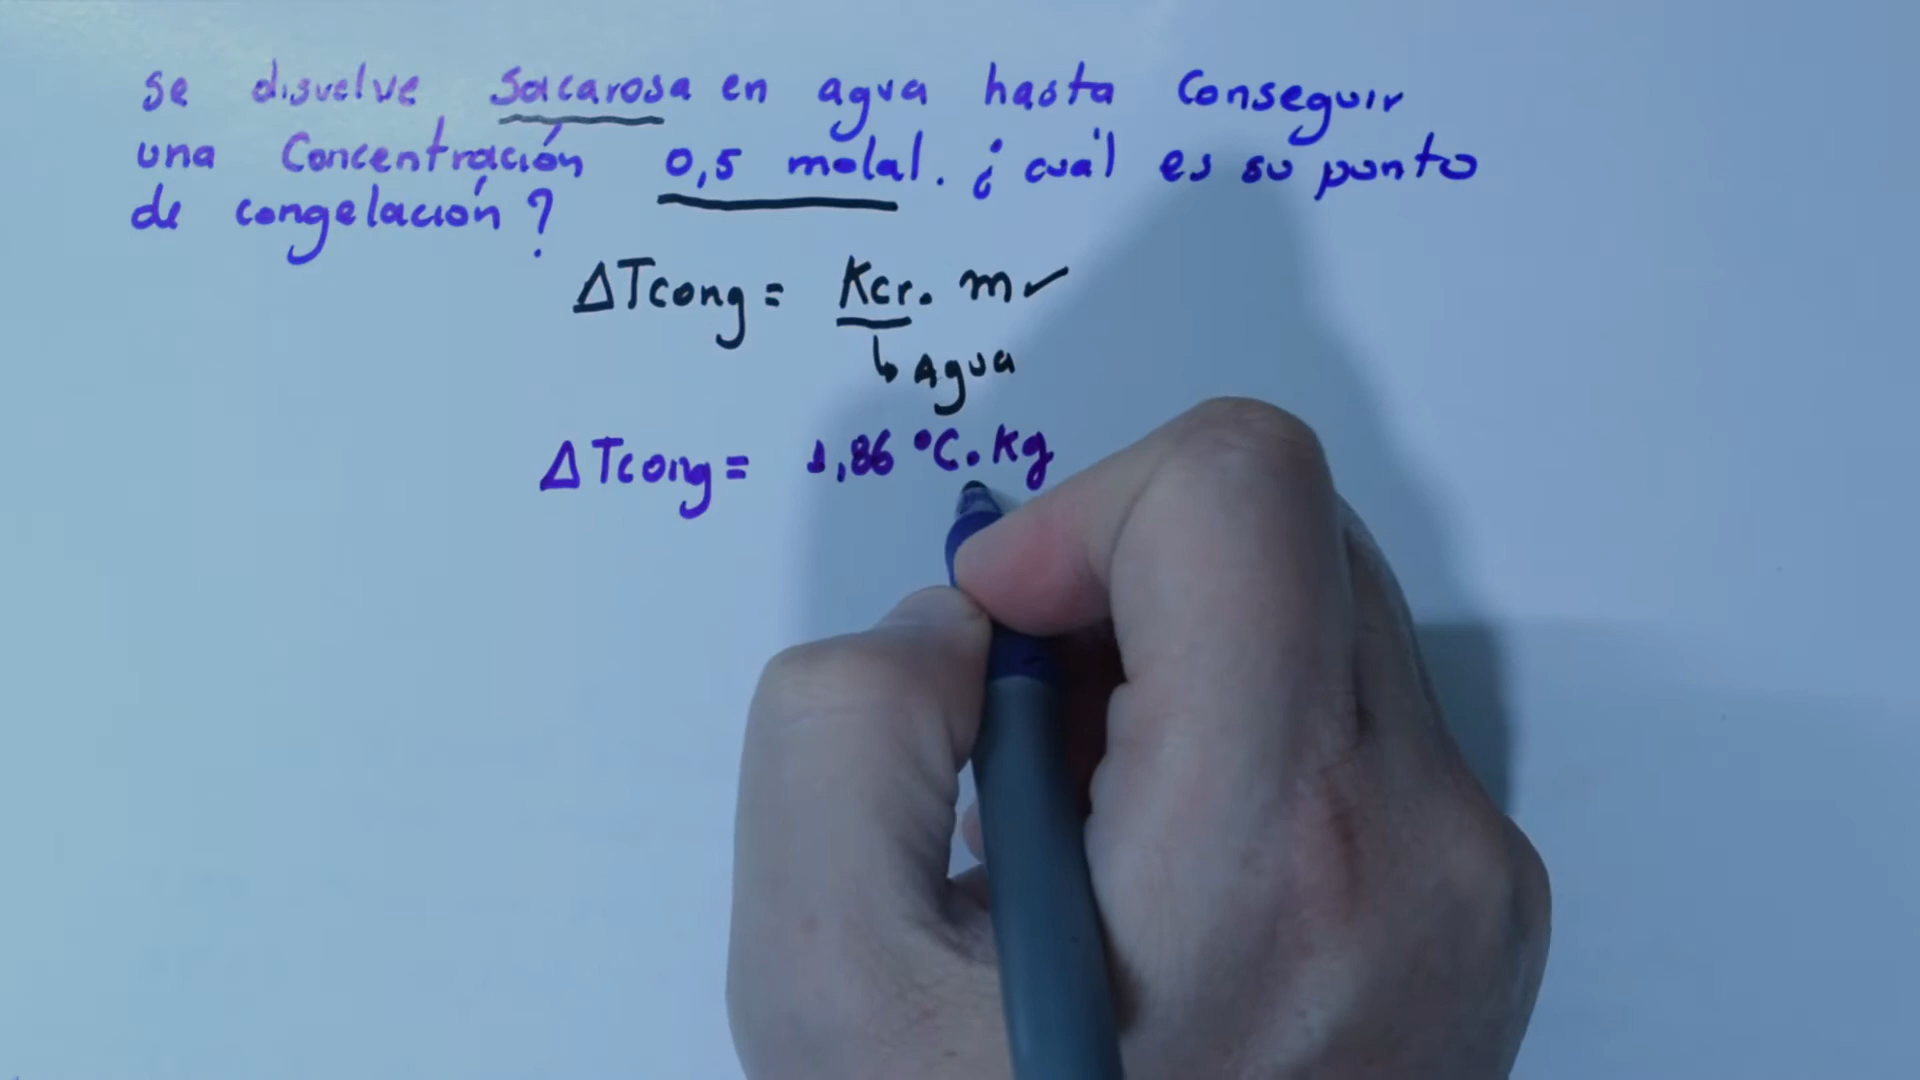 se disuelve Sacarosa en agua hasta Conseguir
una Concentración 0,5 molal. ¿cuál es su punto
de congelación?
ΔTcong = Kcr. m ✓
↳ Agua
ΔTcong = 1,86 °C.Kg